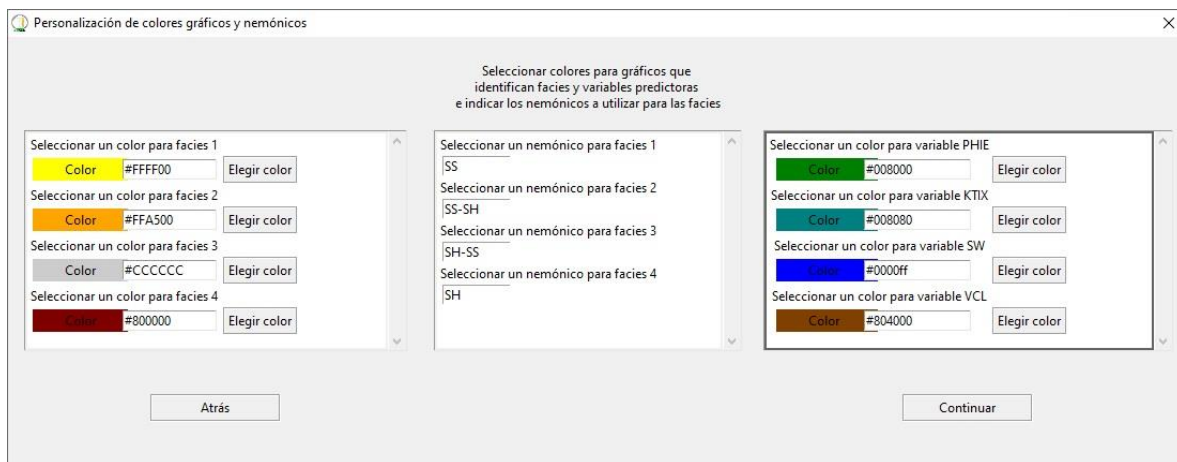 Personalización de colores gráficos y nemónicos
Seleccionar colores para gráficos que
identifican facies y variables predictoras
e indicar los nemónicos a utilizar para las facies
Seleccionar un color para facies 1
Color #FFFF00 Elegir color
Seleccionar un color para facies 2
Color #FFA500 Elegir color
Seleccionar un color para facies 3
Color #CCCCCC Elegir color
Seleccionar un color para facies 4
Color #800000 Elegir color
Seleccionar un nemónico para facies 1
SS
Seleccionar un nemónico para facies 2
SS-SH
Seleccionar un nemónico para facies 3
SH-SS
Seleccionar un nemónico para facies 4
SH
Seleccionar un color para variable PHIE
Color #008000 Elegir color
Seleccionar un color para variable KTIX
Color #008080 Elegir color
Seleccionar un color para variable SW
Color #0000ff Elegir color
Seleccionar un color para variable VCL
Color #804000 Elegir color
Atrás
Continuar